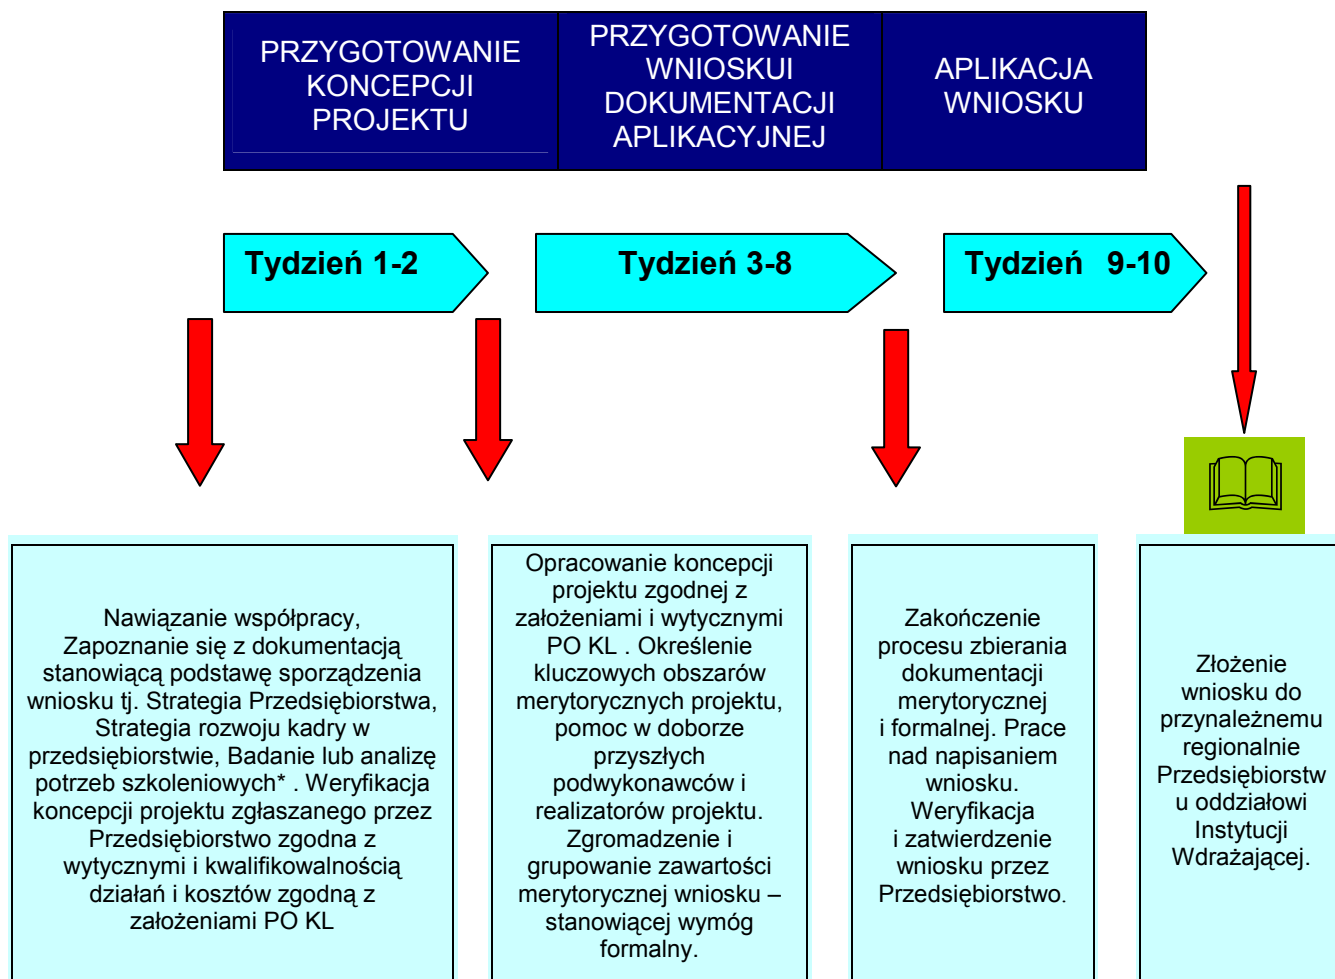 PRZYGOTOWANIE
KONCEPCJI
PROJEKTU
PRZYGOTOWANIE
WNIOSKUI
DOKUMENTACJI
APLIKACYJNEJ
APLIKACJA
WNIOSKU
Tydzień 1-2
Tydzień 3-8
Tydzień 9-10
Nawiązanie współpracy,
Zapoznanie się z dokumentacją
stanowiącą podstawę sporządzenia
wniosku tj. Strategia Przedsiębiorstwa,
Strategia rozwoju kadry w
przedsiębiorstwie, Badanie lub analizę
potrzeb szkoleniowych* . Weryfikacja
koncepcji projektu zgłaszanego przez
Przedsiębiorstwo zgodna z
wytycznymi i kwalifikowalnością
działań i kosztów zgodną z
założeniami PO KL
Opracowanie koncepcji
projektu zgodnej z
założeniami i wytycznymi
PO KL . Określenie
kluczowych obszarów
merytorycznych projektu,
pomoc w doborze
przyszłych
podwykonawców i
realizatorów projektu.
Zgromadzenie i
grupowanie zawartości
merytorycznej wniosku –
stanowiącej wymóg
formalny.
Zakończenie
procesu zbierania
dokumentacji
merytorycznej
i formalnej. Prace
nad napisaniem
wniosku.
Weryfikacja
i zatwierdzenie
wniosku przez
Przedsiębiorstwo.
Złożenie
wniosku do
przynależnemu
regionalnie
Przedsiębiorstw
u oddziałowi
Instytucji
Wdrażającej.